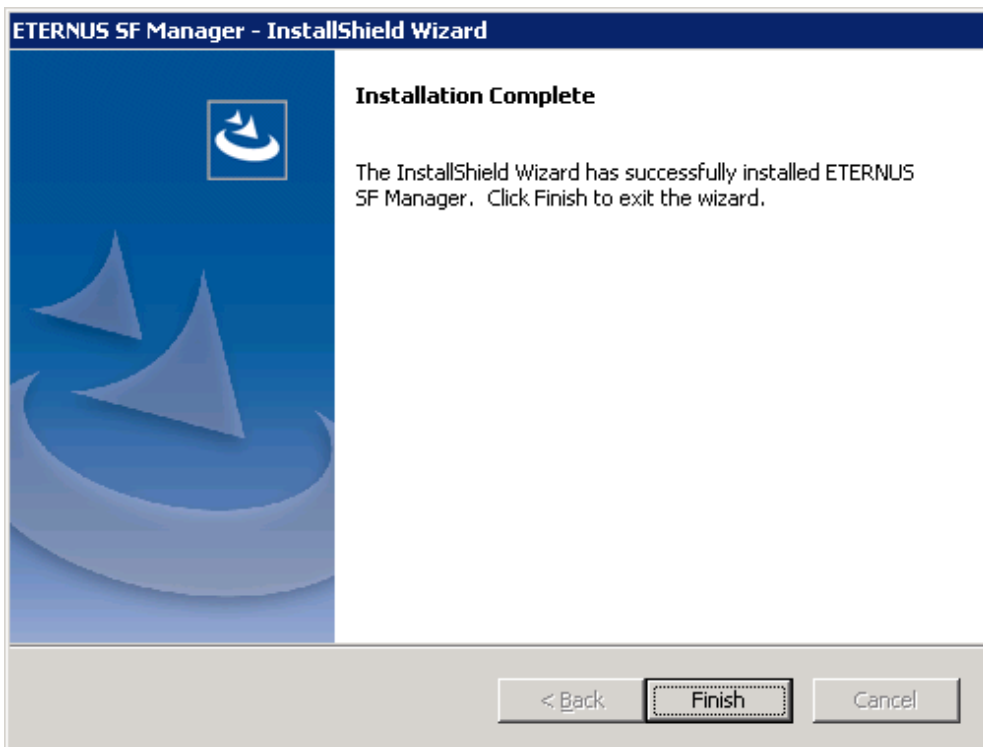 ETERNUS SF Manager - InstallShield Wizard
Installation Complete
The InstallShield Wizard has successfully installed ETERNUS
SF Manager.  Click Finish to exit the wizard.
< Back
Finish
Cancel